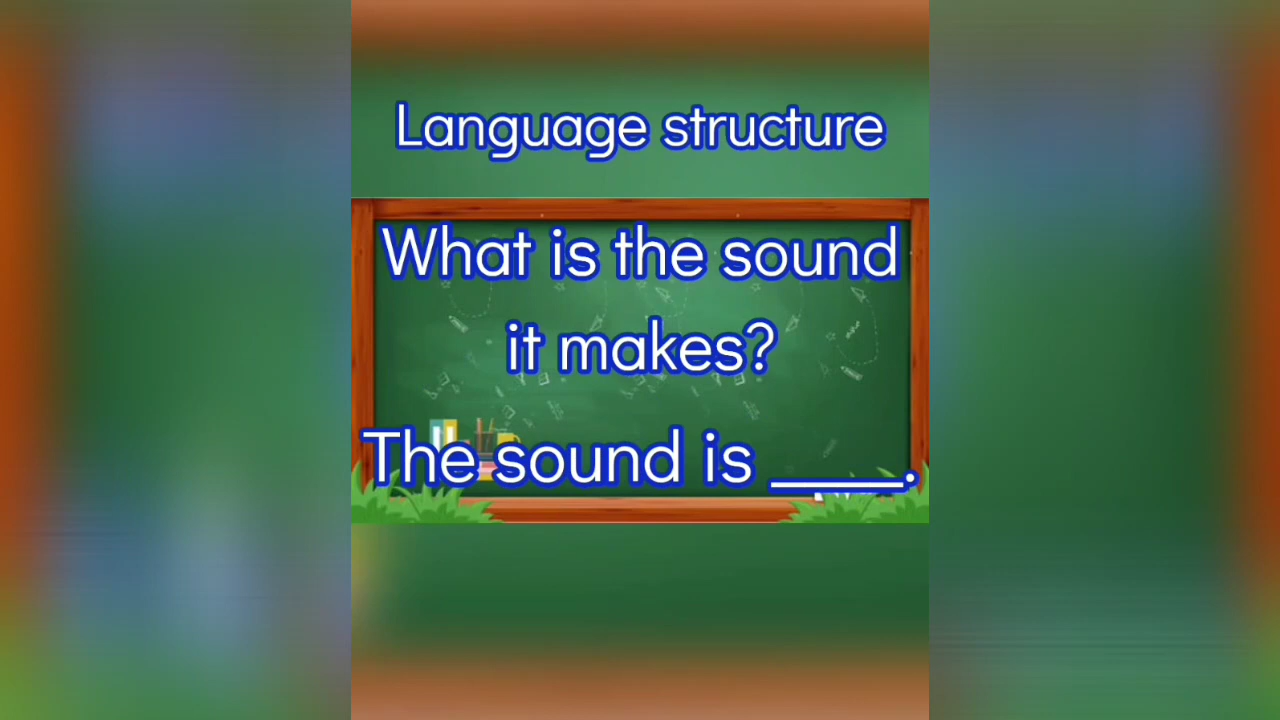 Language structure
What is the sound
it makes?
The sound is ____.